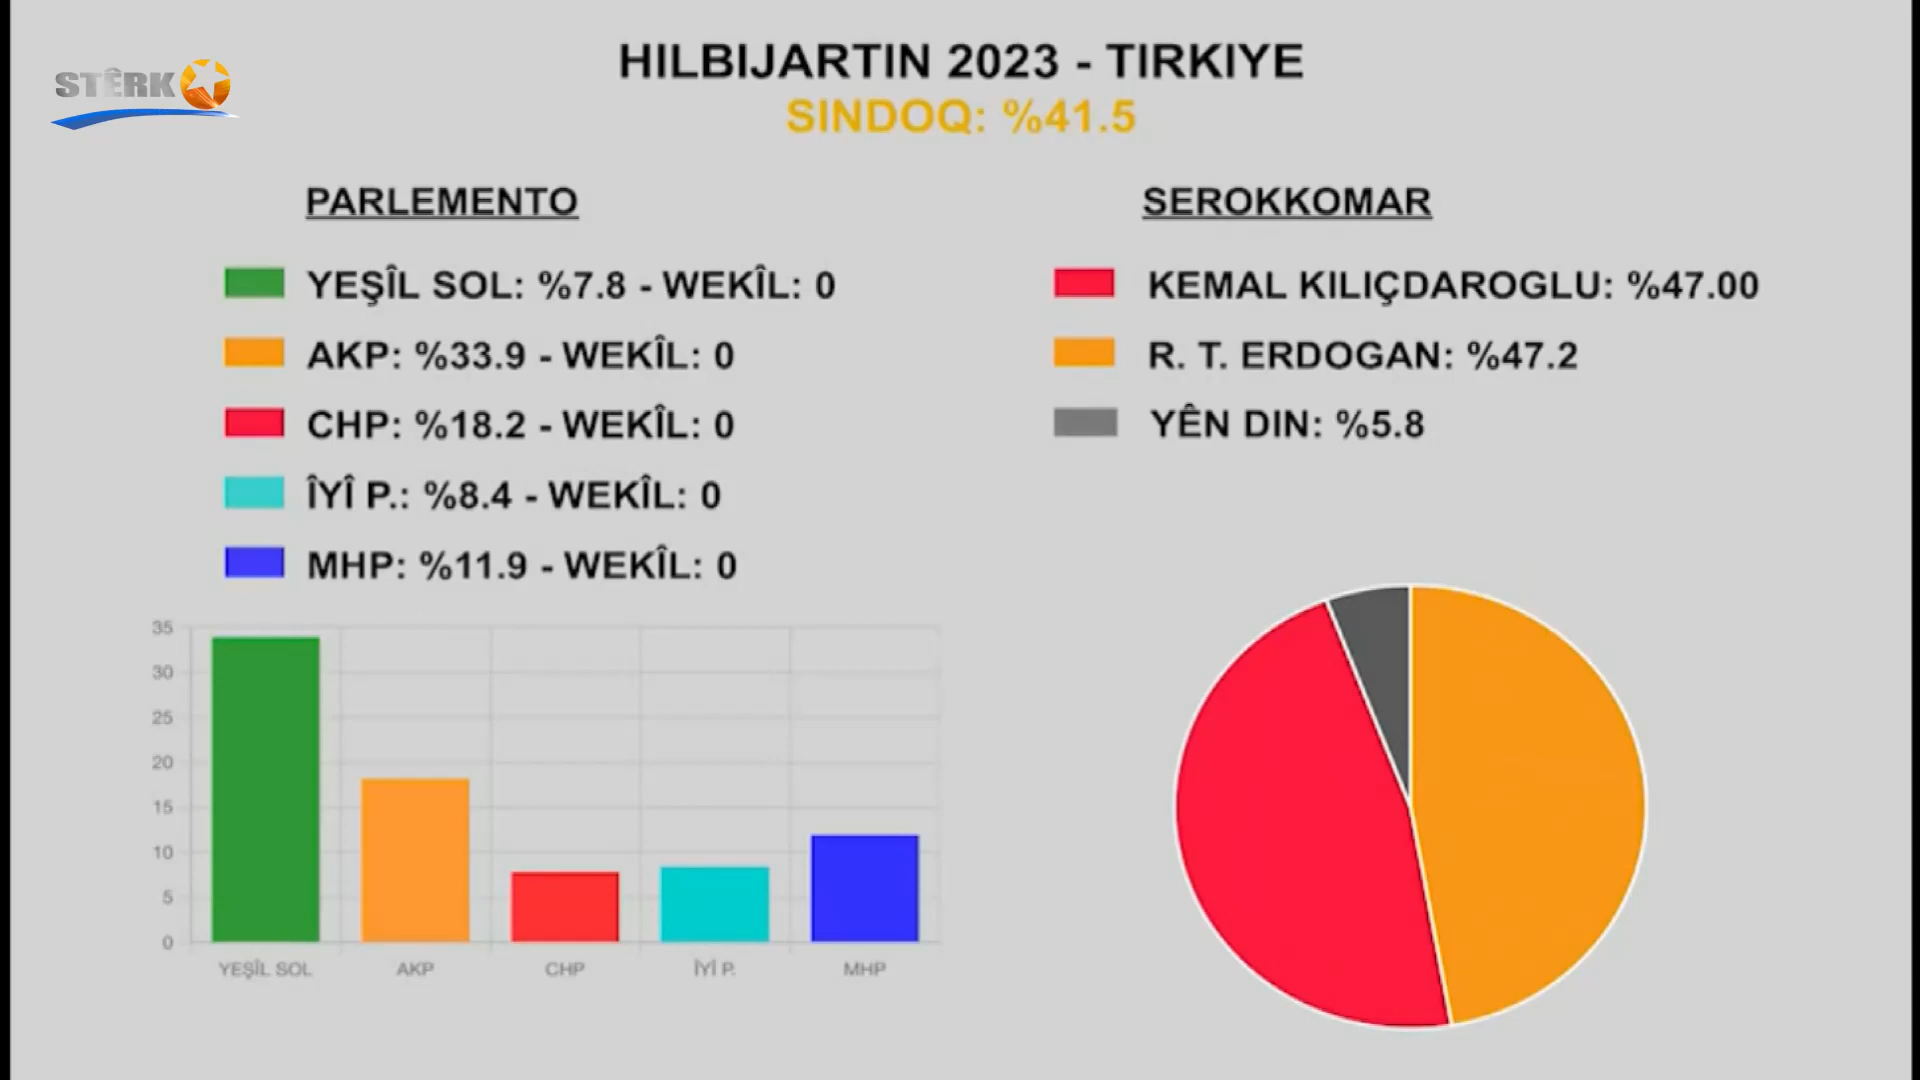 STÊRK
HILBIJARTIN 2023 - TIRKIYE
SINDOQ: %41.5
PARLEMENTO
YEŞÎL SOL: %7.8 - WEKÎL: 0
AKP: %33.9 - WEKÎL: 0
CHP: %18.2 - WEKÎL: 0
ÎYÎ P.: %8.4 - WEKÎL: 0
MHP: %11.9 - WEKÎL: 0
35
30
25
20
15
10
5
0
YEŞÎL SOL AKP CHP ÎYÎ P. MHP
SEROKKOMAR
KEMAL KILIÇDAROGLU: %47.00
R. T. ERDOGAN: %47.2
YÊN DIN: %5.8